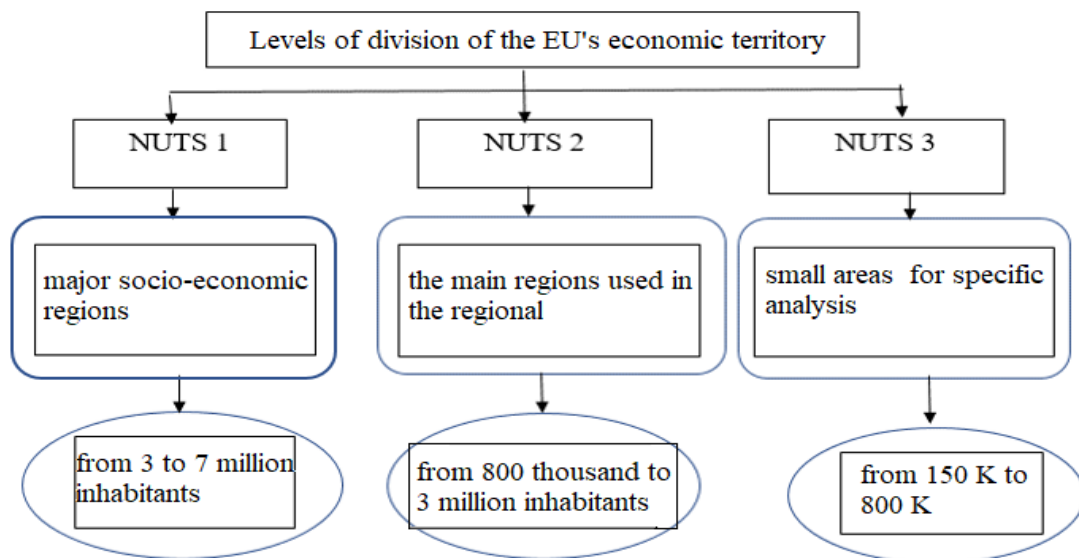 Levels of division of the EU's economic territory
NUTS 1
NUTS 2
NUTS 3
major socio-economic
regions
the main regions used in
the regional
small areas for specific
analysis
from 3 to 7 million
inhabitants
from 800 thousand to
3 million inhabitants
from 150 K to
800 K